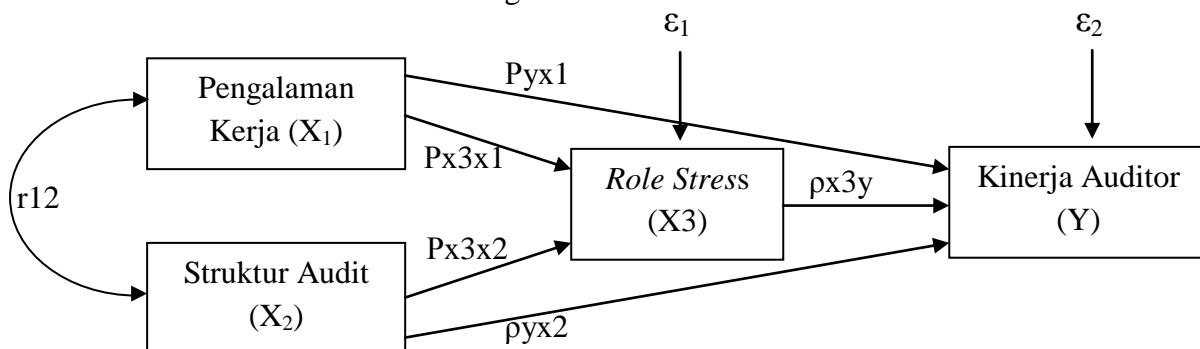 ε₁
ε₂
Pengalaman
Kerja (X₁)
Pyx1
Px3x1
r12
Role Stress
(X3)
ρx3y
Kinerja Auditor
(Y)
Struktur Audit
(X₂)
Px3x2
ρyx2